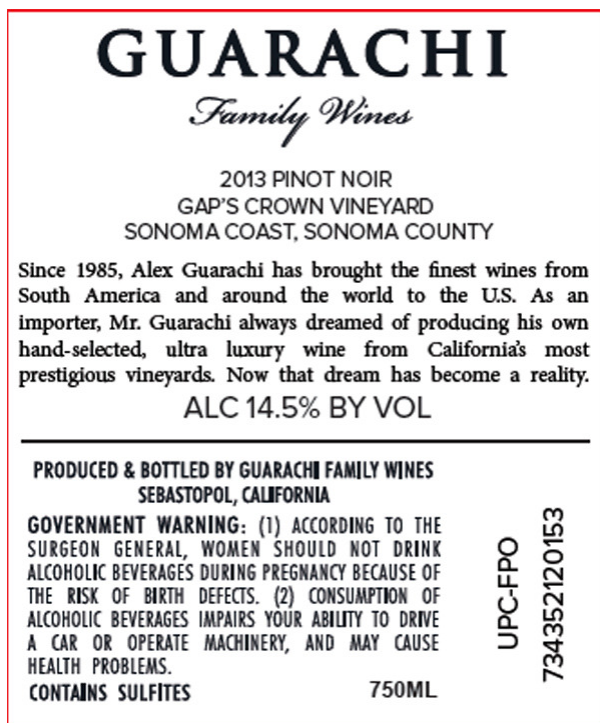 GUARACHI
Family Wines
2013 PINOT NOIR
GAP'S CROWN VINEYARD
SONOMA COAST, SONOMA COUNTY
Since 1985, Alex Guarachi has brought the finest wines from
South America and around the world to the U.S. As an
importer, Mr. Guarachi always dreamed of producing his own
hand-selected, ultra luxury wine from California's most
prestigious vineyards. Now that dream has become a reality.
ALC 14.5% BY VOL
PRODUCED & BOTTLED BY GUARACHI FAMILY WINES
SEBASTOPOL, CALIFORNIA
GOVERNMENT WARNING: (1) ACCORDING TO THE
SURGEON GENERAL, WOMEN SHOULD NOT DRINK
ALCOHOLIC BEVERAGES DURING PREGNANCY BECAUSE OF
THE RISK OF BIRTH DEFECTS. (2) CONSUMPTION OF
ALCOHOLIC BEVERAGES IMPAIRS YOUR ABILITY TO DRIVE
A CAR OR OPERATE MACHINERY, AND MAY CAUSE
HEALTH PROBLEMS.
CONTAINS SULFITES
750ML
UPC-FPO
7343521 20153